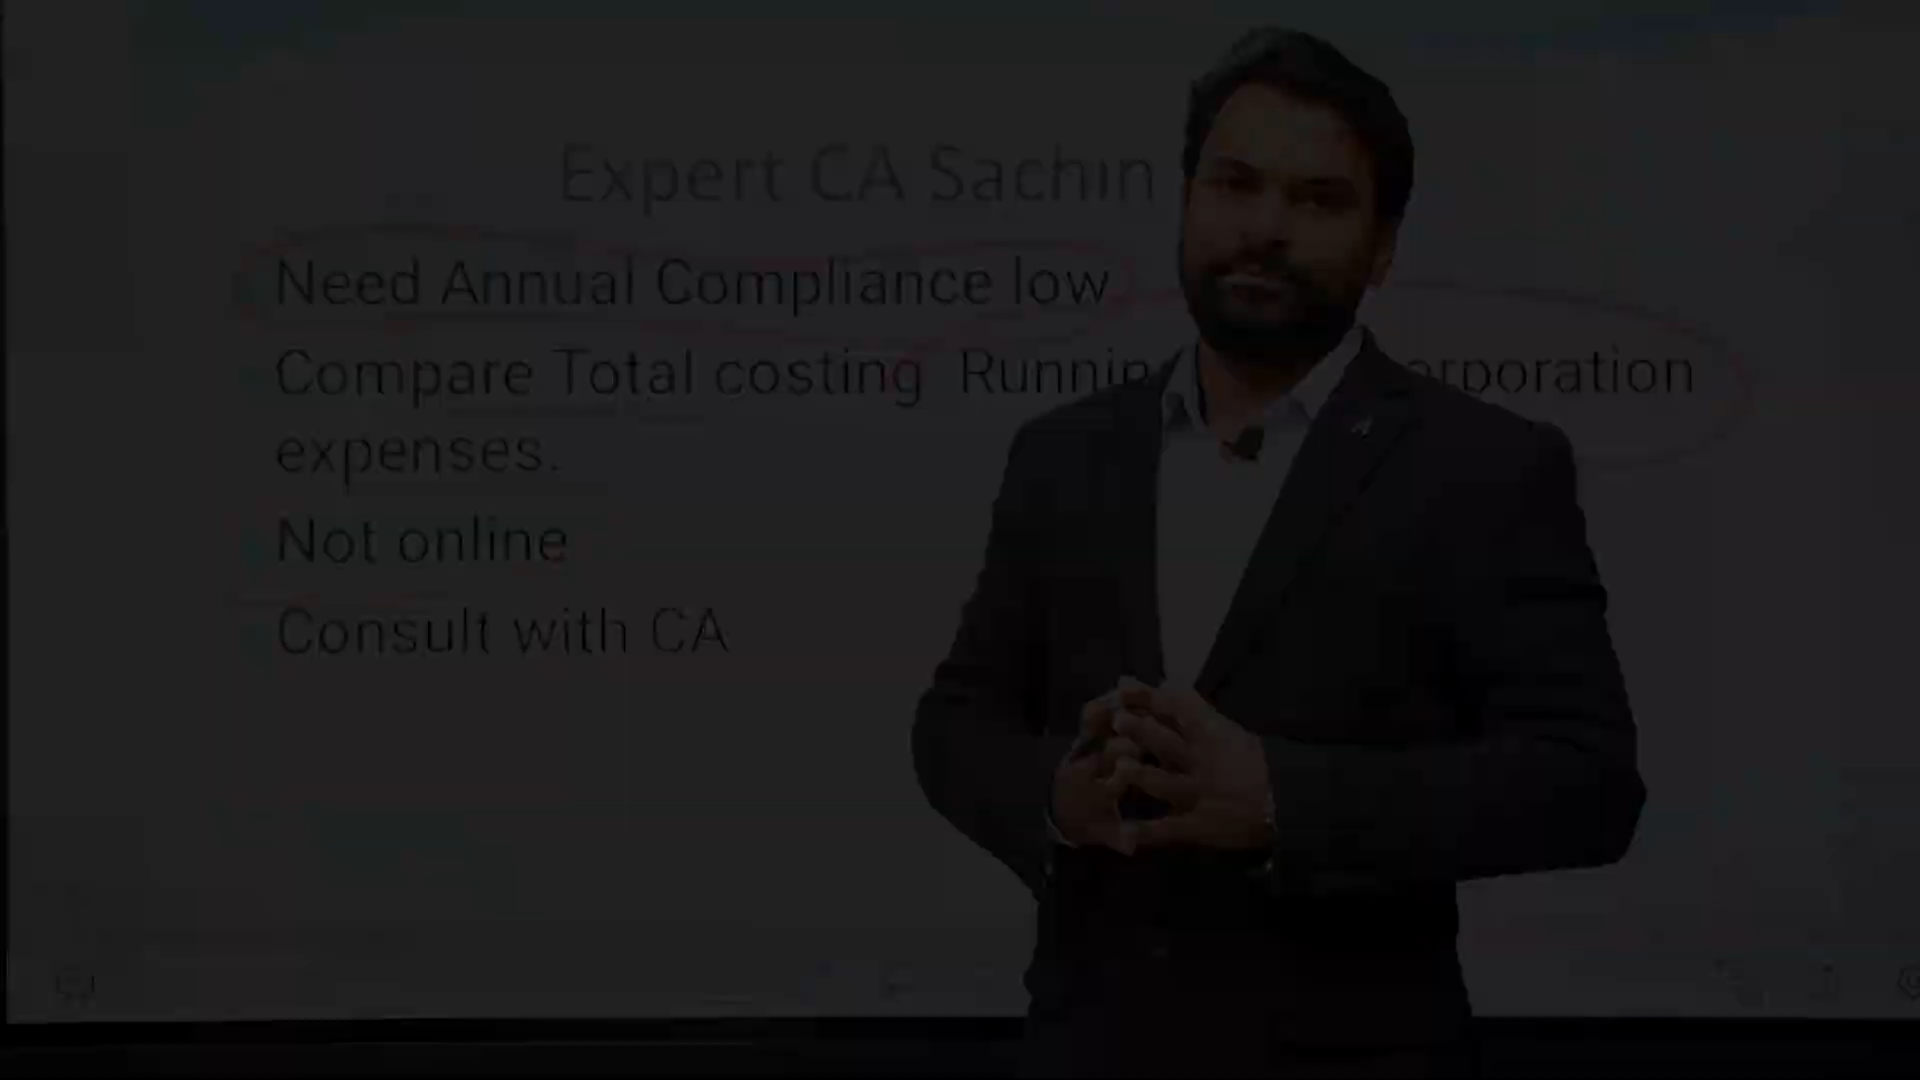 Expert CA Sachin
Need Annual Compliance low
Compare Total costing Runnin orporation
expenses.
Not online
Consult with CA